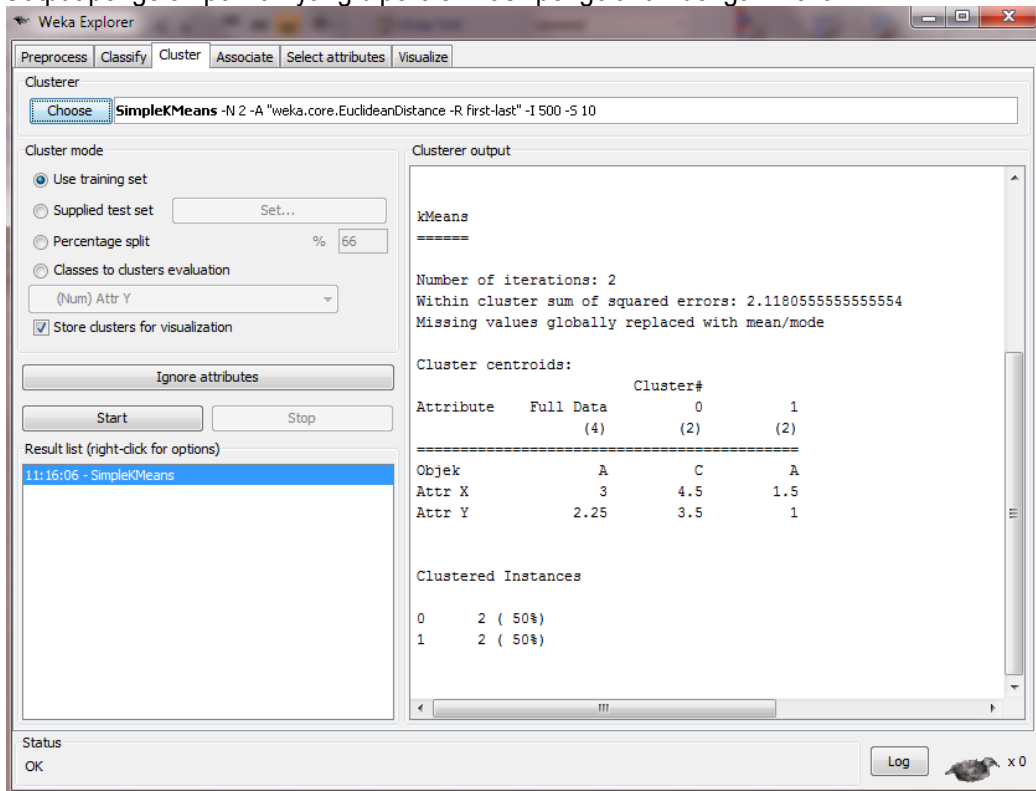 Weka Explorer
Preprocess Classify Cluster Associate Select attributes Visualize
Clusterer
Choose SimpleKMeans -N 2 -A "weka.core.EuclideanDistance -R first-last" -I 500 -S 10
Cluster mode
Use training set
Supplied test set Set...
Percentage split % 66
Classes to clusters evaluation
(Num) Attr Y
Store clusters for visualization
Ignore attributes
Start Stop
Result list (right-click for options)
11:16:06 - SimpleKMeans
Clusterer output
kMeans
======
Number of iterations: 2
Within cluster sum of squared errors: 2.1180555555555554
Missing values globally replaced with mean/mode
Cluster centroids:
Cluster#
Attribute Full Data 0 1
(4) (2) (2)
==============================================
Objek A C A
Attr X 3 4.5 1.5
Attr Y 2.25 3.5 1
Clustered Instances
0 2 ( 50%)
1 2 ( 50%)
Status
OK
Log x 0